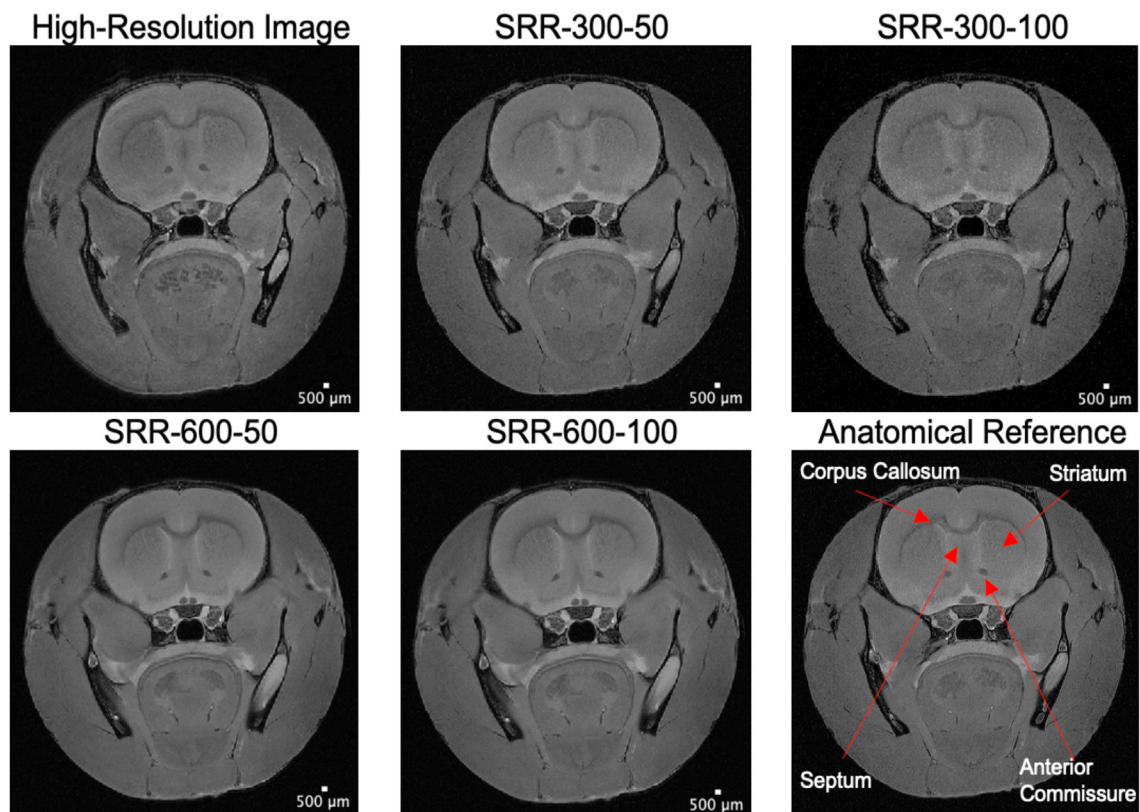 High-Resolution Image
SRR-300-50
SRR-300-100
500 µm
500 µm
500 µm
SRR-600-50
SRR-600-100
Anatomical Reference
Corpus Callosum
Striatum
Septum
Anterior
Commissure
500 µm
500 µm